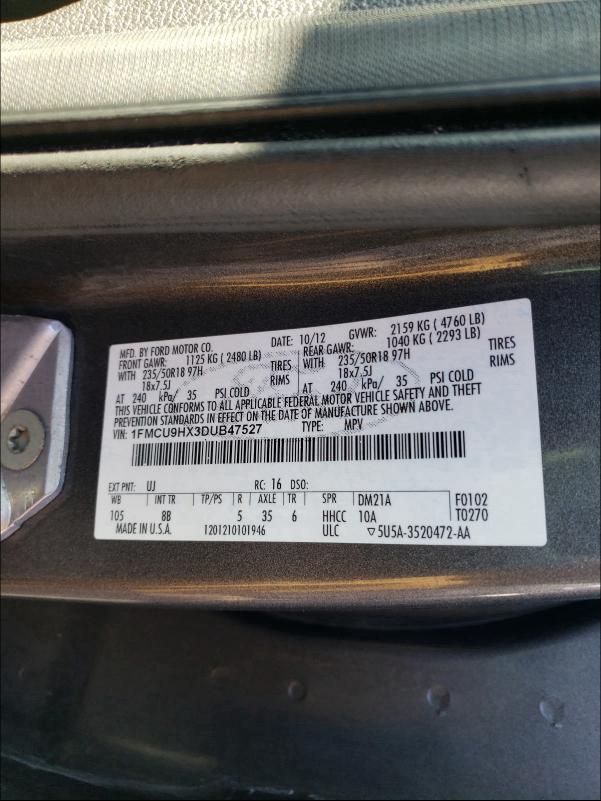 MFD. BY FORD MOTOR CO. DATE: 10/12 GVWR: 2159 KG ( 4760 LB)
FRONT GAWR: 1125 KG ( 2480 LB) REAR GAWR: 1040 KG ( 2293 LB)
WITH 235/50R18 97H TIRES WITH 235/50R18 97H TIRES
18x7.5J RIMS 18x7.5J RIMS
AT 240 kPa/ 35 PSI COLD AT 240 kPa/ 35 PSI COLD
THIS VEHICLE CONFORMS TO ALL APPLICABLE FEDERAL MOTOR VEHICLE SAFETY AND THEFT
PREVENTION STANDARDS IN EFFECT ON THE DATE OF MANUFACTURE SHOWN ABOVE.
VIN: 1FMCU9HX3DUB47527 TYPE: MPV
EXT PNT: UJ RC: 16 DSO:
WB INT TR TP/PS R AXLE TR SPR DM21A F0102
105 8B 5 35 6 HHCC 10A T0270
MADE IN U.S.A. 1201210101946 ULC ▽5U5A-3520472-AA